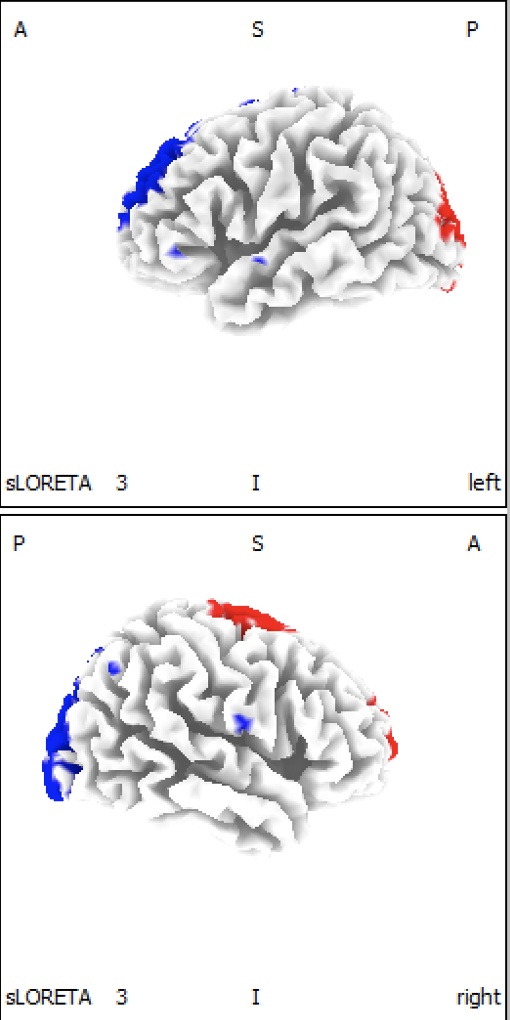 A S P
sLORETA 3 I left
P S A
sLORETA 3 I right